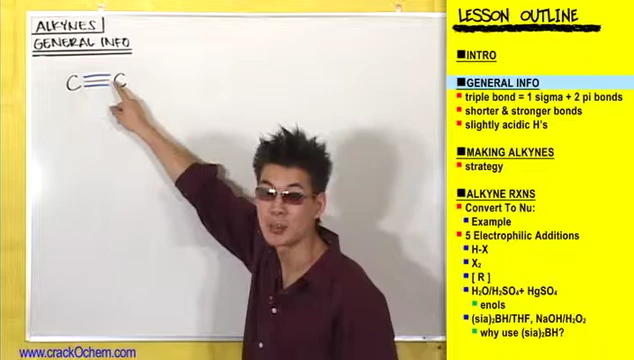 ALKYNES
GENERAL INFO
C≡C
www.crackOchem.com
LESSON OUTLINE
INTRO
GENERAL INFO
triple bond = 1 sigma + 2 pi bonds
shorter & stronger bonds
slightly acidic H's
MAKING ALKYNES
strategy
ALKYNE RXNS
Convert To Nu:
Example
5 Electrophilic Additions
H-X
X₂
[ R ]
H₂O/H₂SO₄+ HgSO₄
enols
(sia)₂BH/THF, NaOH/H₂O₂
why use (sia)₂BH?